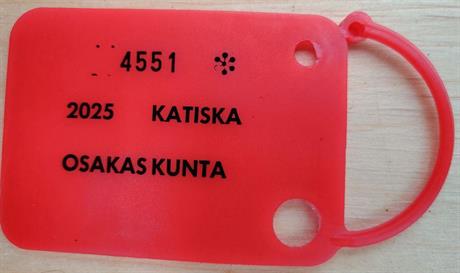 4551 *
2025 KATISKA
OSAKAS KUNTA